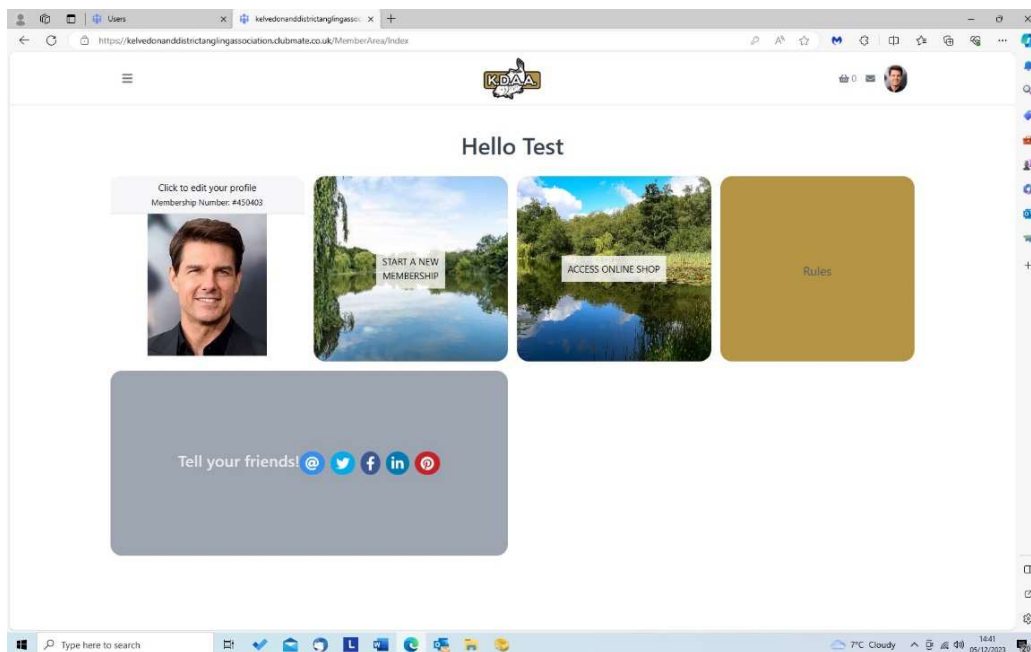 Users
kelvedonanddistrictanglingassoc
https://kelvedonanddistrictanglingassociation.clubmate.co.uk/MemberArea/Index
K.D.A.A.
0
Hello Test
Click to edit your profile
Membership Number: #450403
START A NEW
MEMBERSHIP
ACCESS ONLINE SHOP
Rules
Tell your friends!
Type here to search
7°C Cloudy
14:41
05/12/2023